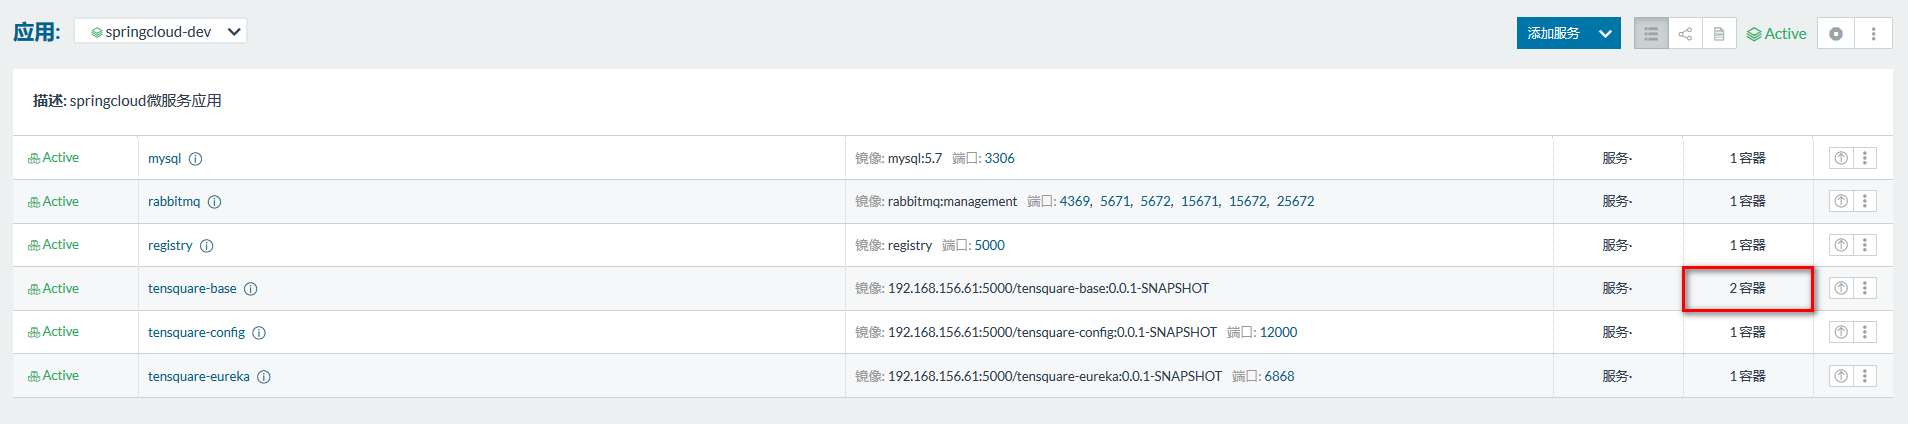 应用: springcloud-dev 添加服务 Active
描述: springcloud微服务应用
Active mysql 镜像: mysql:5.7 端口: 3306 服务 1 容器
Active rabbitmq 镜像: rabbitmq:management 端口: 4369, 5671, 5672, 15671, 15672, 25672 服务 1 容器
Active registry 镜像: registry 端口: 5000 服务 1 容器
Active tensquare-base 镜像: 192.168.156.61:5000/tensquare-base:0.0.1-SNAPSHOT 服务 2 容器
Active tensquare-config 镜像: 192.168.156.61:5000/tensquare-config:0.0.1-SNAPSHOT 端口: 12000 服务 1 容器
Active tensquare-eureka 镜像: 192.168.156.61:5000/tensquare-eureka:0.0.1-SNAPSHOT 端口: 6868 服务 1 容器